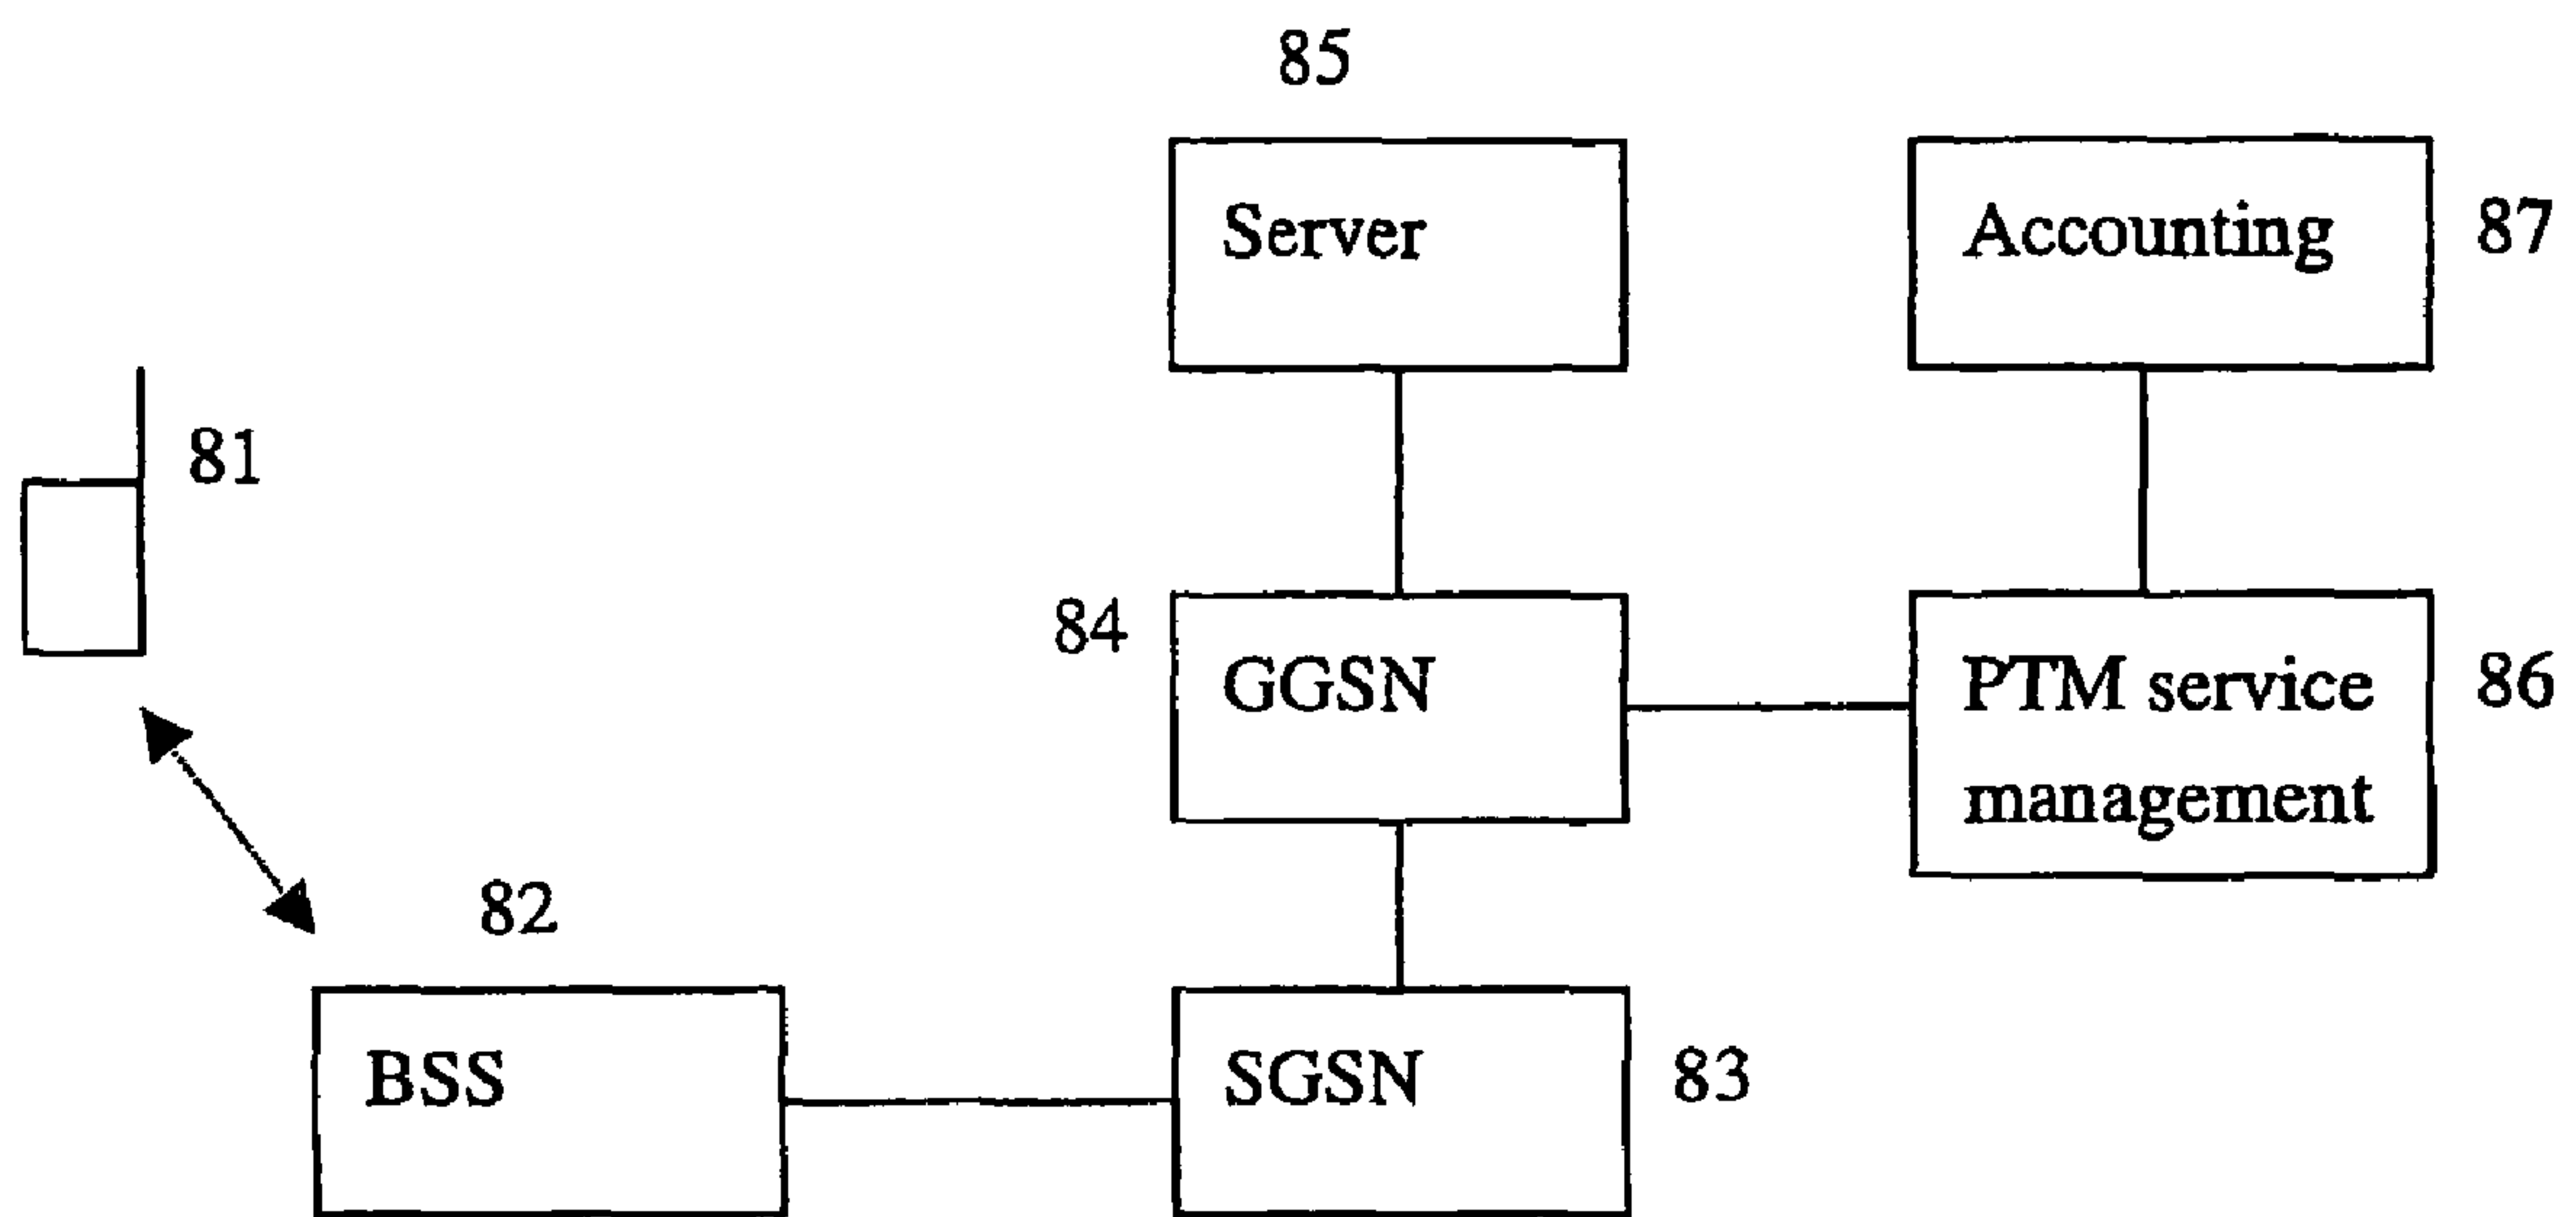 85
Server
Accounting
87
81
84
GGSN
PTM service
management
86
82
BSS
SGSN
83